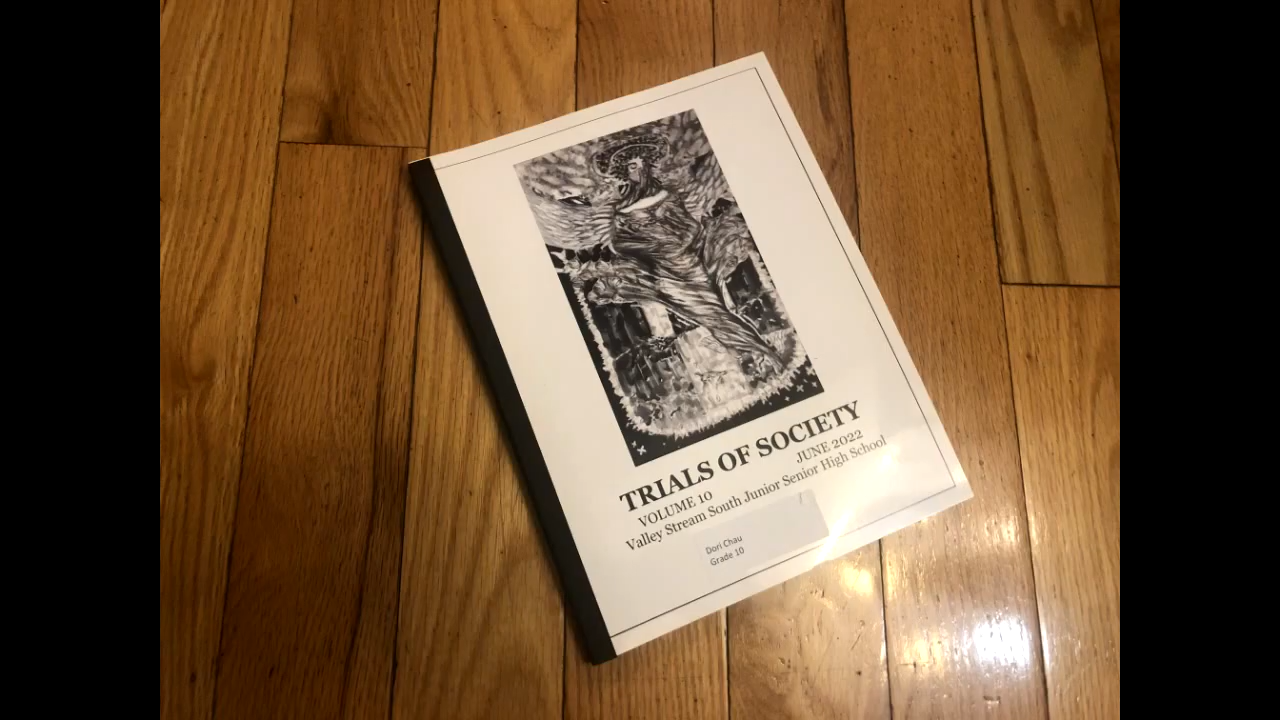 TRIALS OF SOCIETY
VOLUME 10 JUNE 2022
Valley Stream South Junior Senior High School
Dori Chau
Grade 10